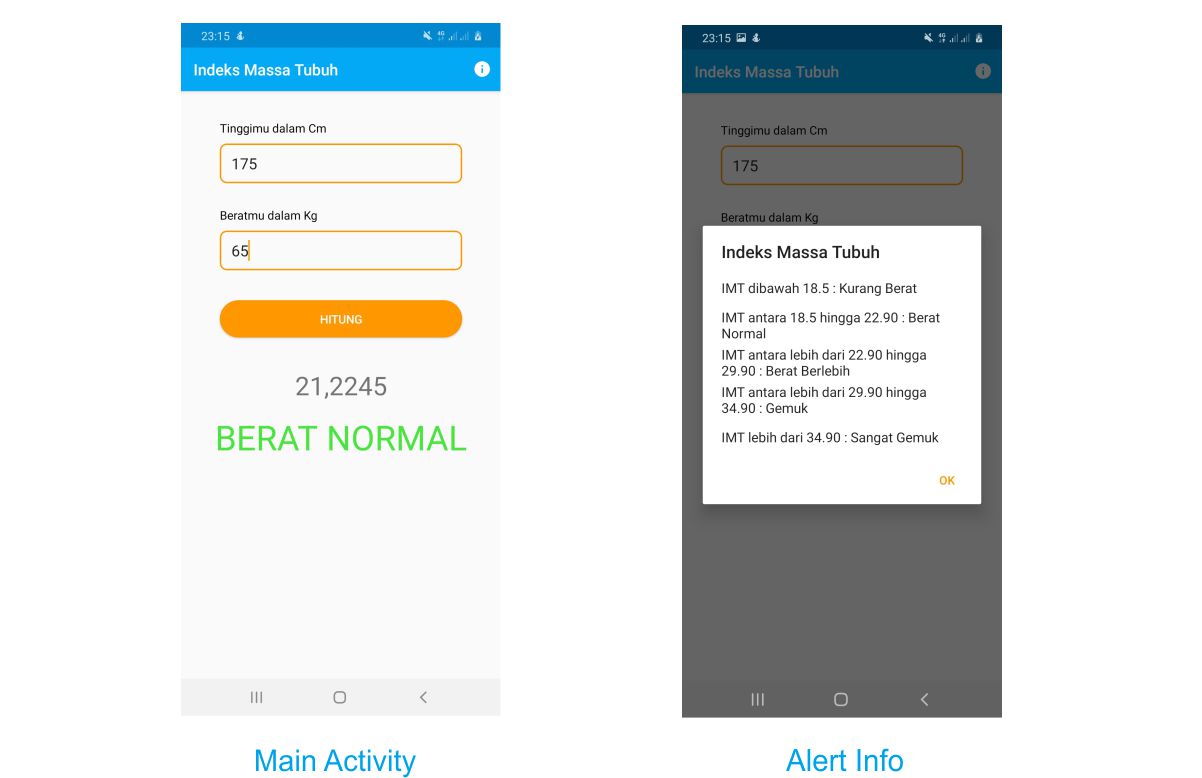 23:15
Indeks Massa Tubuh
Tinggimu dalam Cm
175
Beratmu dalam Kg
65
HITUNG
21,2245
BERAT NORMAL
Main Activity
23:15
Indeks Massa Tubuh
Tinggimu dalam Cm
175
Beratmu dalam Kg
Indeks Massa Tubuh
IMT dibawah 18.5 : Kurang Berat
IMT antara 18.5 hingga 22.90 : Berat
Normal
IMT antara lebih dari 22.90 hingga
29.90 : Berat Berlebih
IMT antara lebih dari 29.90 hingga
34.90 : Gemuk
IMT lebih dari 34.90 : Sangat Gemuk
OK
Alert Info